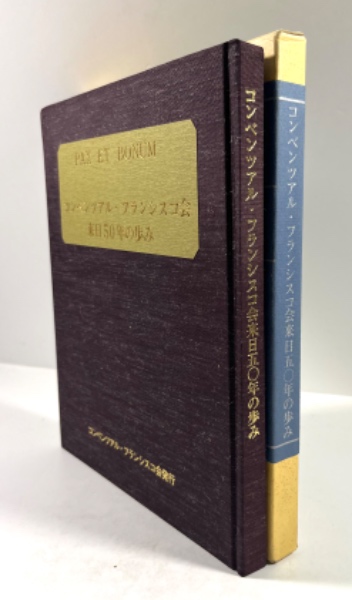 PAX ET BONUM
コンベンツアル・フランシスコ会
来日50年の歩み
コンベンツアル・フランシスコ会発行
コンベンツアル・フランシスコ会来日五〇年の歩み
コンベンツアル・フランシスコ会来日五〇年の歩み